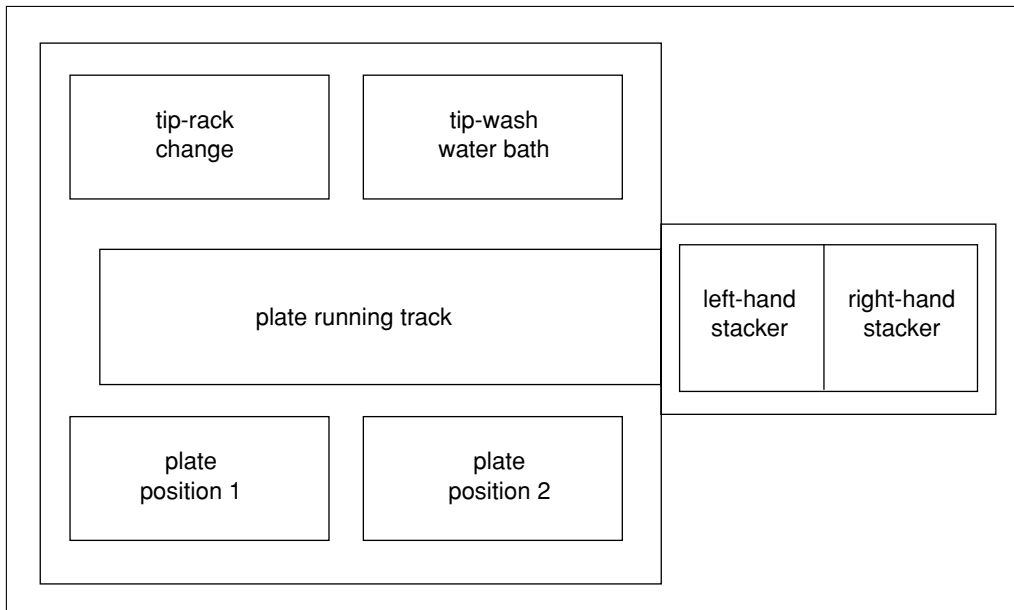 tip-rack
change
tip-wash
water bath
plate running track
left-hand
stacker
right-hand
stacker
plate
position 1
plate
position 2